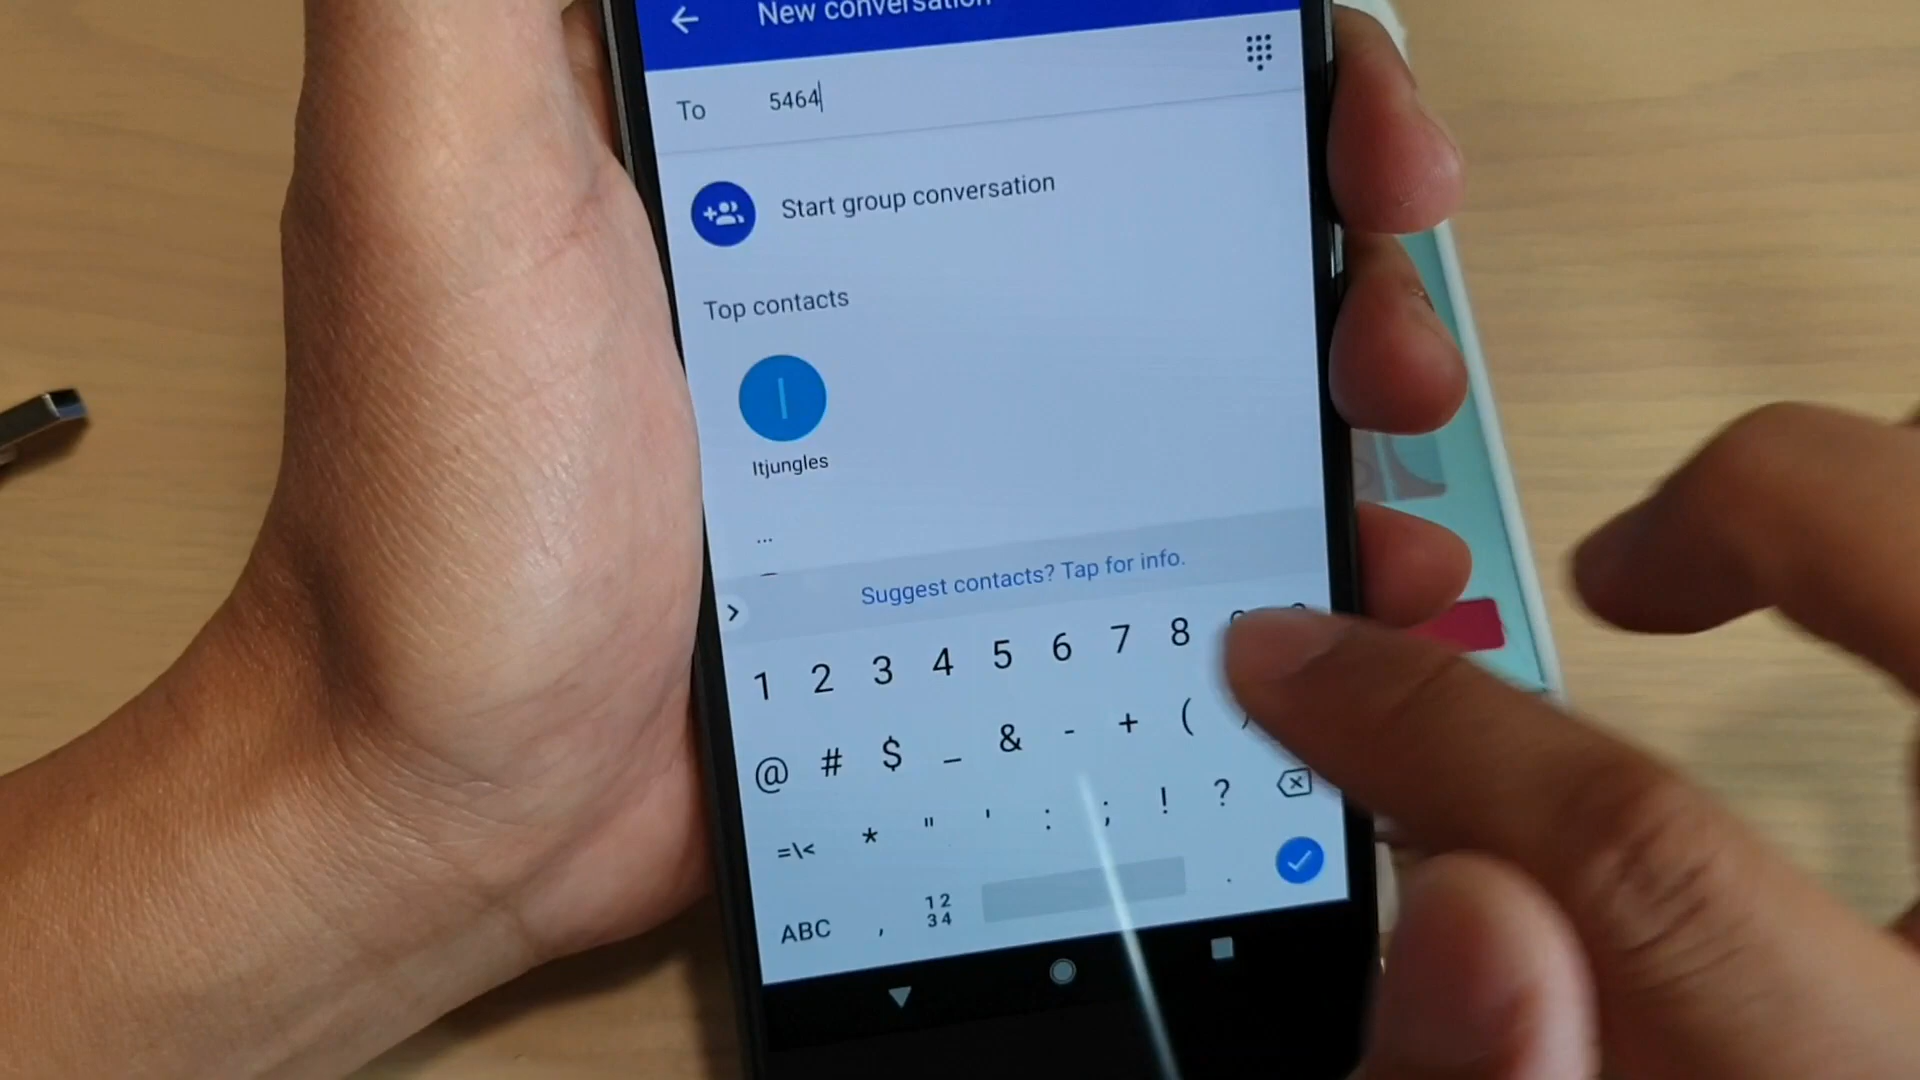 New conversation
To 5464
Start group conversation
Top contacts
I
Itjungles
...
Suggest contacts? Tap for info.
1 2 3 4 5 6 7 8
@ # $ _ & - + ( )
=\< * " ' : ; ! ?
ABC , 12 34 .